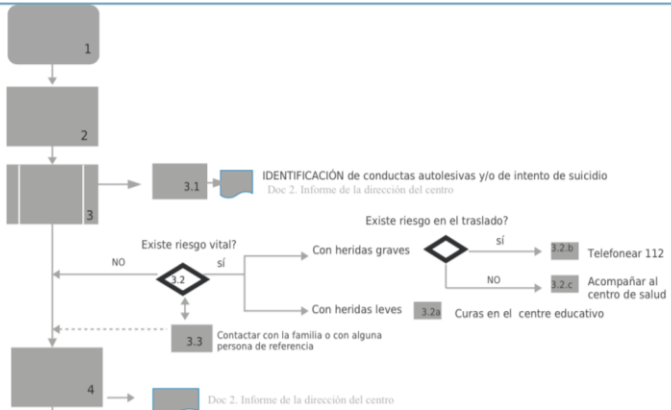 1
2
3
3.1
IDENTIFICACIÓN de conductas autolesivas y/o de intento de suicidio
Doc 2. Informe de la dirección del centro
Existe riesgo vital?
NO
3.2
sí
Existe riesgo en el traslado?
Con heridas graves
sí
3.2.b
Telefonear 112
NO
3.2.c
Acompañar al
centro de salud
Con heridas leves
3.2a
Curas en el centre educativo
3.3
Contactar con la familia o con alguna
persona de referencia
4
Doc 2. Informe de la dirección del centro